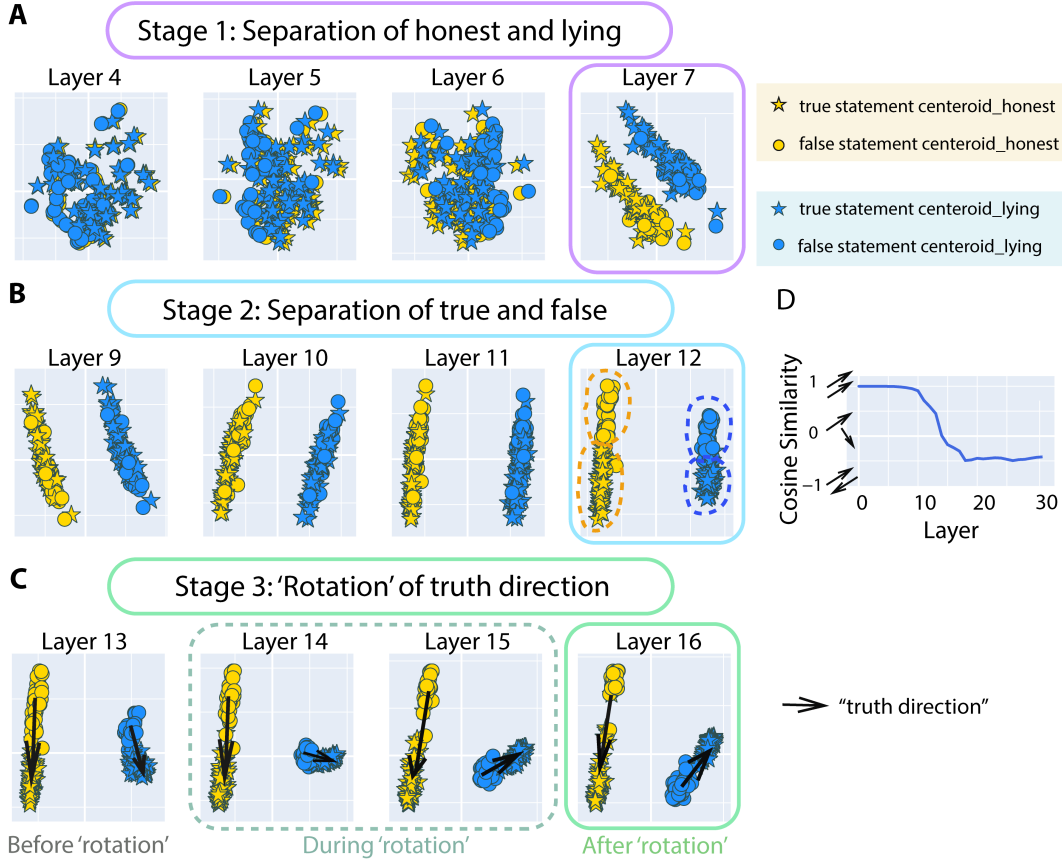 A
Stage 1: Separation of honest and lying
Layer 4
Layer 5
Layer 6
Layer 7
true statement centeroid_honest
false statement centeroid_honest
true statement centeroid_lying
false statement centeroid_lying
B
Stage 2: Separation of true and false
Layer 9
Layer 10
Layer 11
Layer 12
D
Cosine Similarity
1
0
−1
0
10
20
30
Layer
C
Stage 3: ‘Rotation’ of truth direction
Layer 13
Layer 14
Layer 15
Layer 16
“truth direction”
Before ‘rotation’
During ‘rotation’
After ‘rotation’